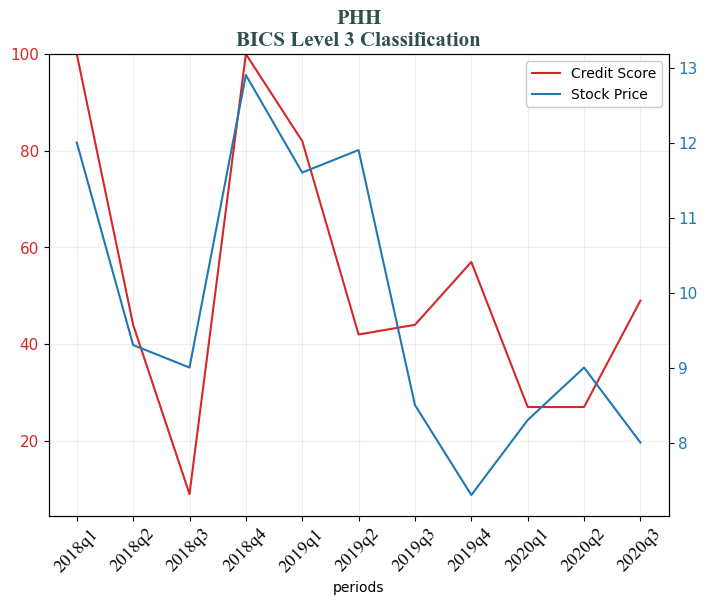 PHH
BICS Level 3 Classification
Credit Score
Stock Price
100
80
60
40
20
13
12
11
10
9
8
2018q1
2018q2
2018q3
2018q4
2019q1
2019q2
2019q3
2019q4
2020q1
2020q2
2020q3
periods